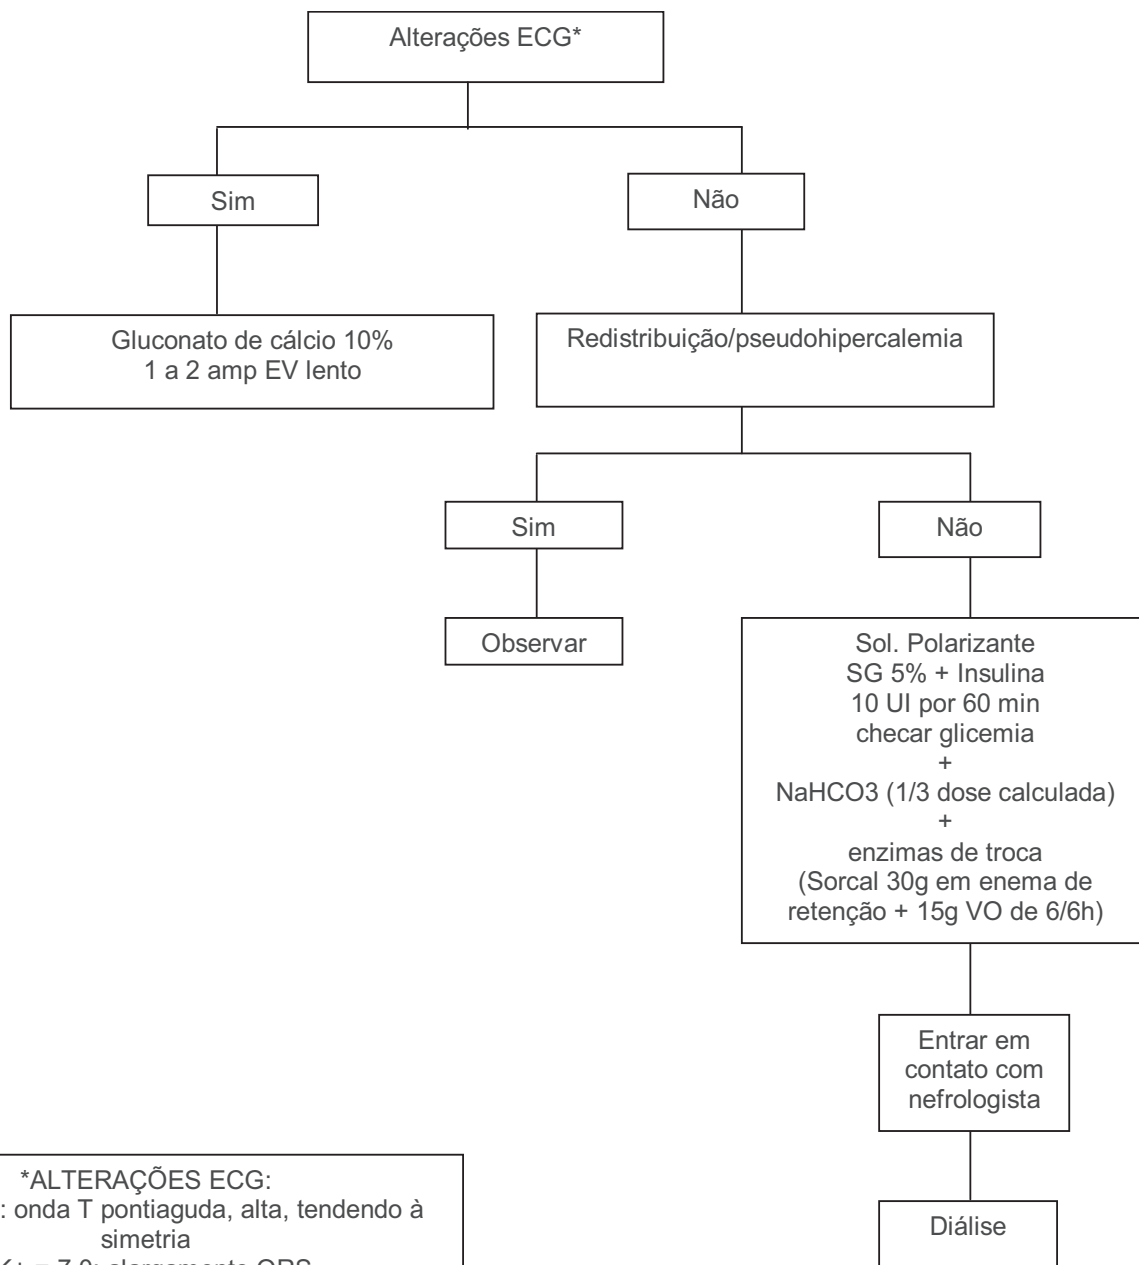 Alterações ECG*
Sim
Não
Gluconato de cálcio 10%
1 a 2 amp EV lento
Redistribuição/pseudohipercalemia
Sim
Não
Observar
Sol. Polarizante
SG 5% + Insulina
10 UI por 60 min
checar glicemia
+
NaHCO3 (1/3 dose calculada)
+
enzimas de troca
(Sorcal 30g em enema de
retenção + 15g VO de 6/6h)
Entrar em
contato com
nefrologista
Diálise
*ALTERAÇÕES ECG:
: onda T pontiaguda, alta, tendendo à
simetria